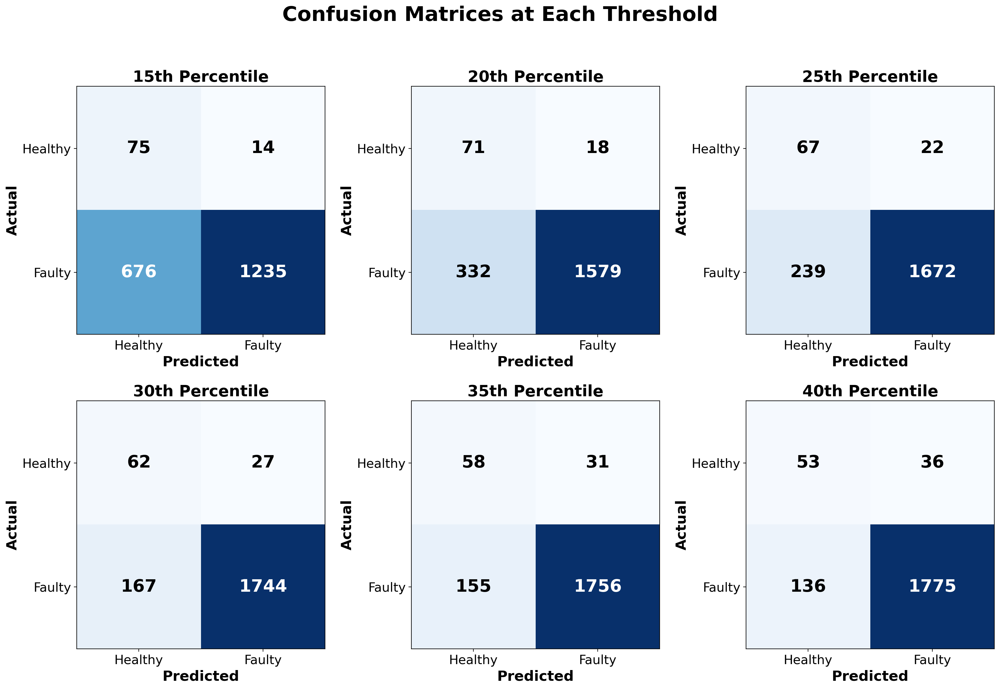 Confusion Matrices at Each Threshold
15th Percentile
Actual
Healthy
75
14
Faulty
676
1235
Healthy
Faulty
Predicted
20th Percentile
Actual
Healthy
71
18
Faulty
332
1579
Healthy
Faulty
Predicted
25th Percentile
Actual
Healthy
67
22
Faulty
239
1672
Healthy
Faulty
Predicted
30th Percentile
Actual
Healthy
62
27
Faulty
167
1744
Healthy
Faulty
Predicted
35th Percentile
Actual
Healthy
58
31
Faulty
155
1756
Healthy
Faulty
Predicted
40th Percentile
Actual
Healthy
53
36
Faulty
136
1775
Healthy
Faulty
Predicted